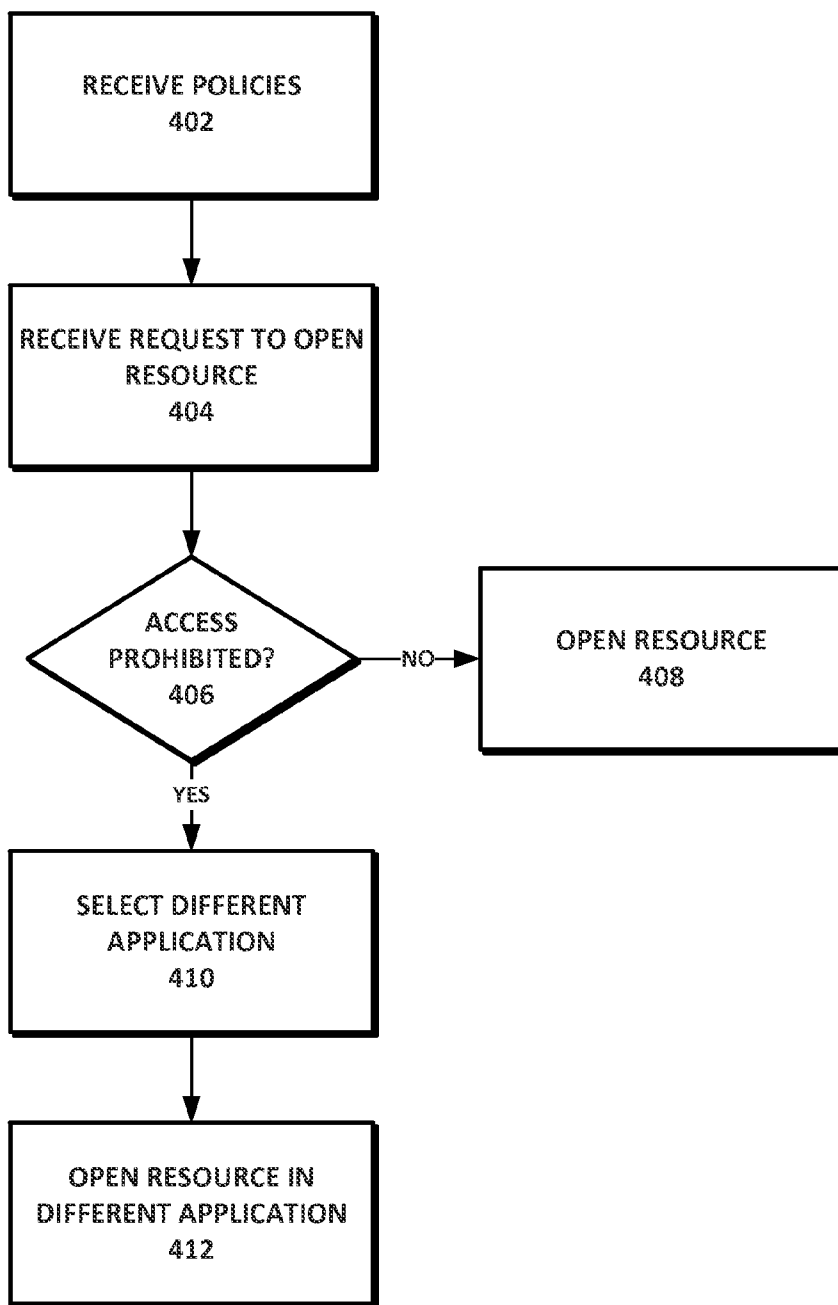 RECEIVE POLICIES
402
RECEIVE REQUEST TO OPEN
RESOURCE
404
ACCESS
PROHIBITED?
406
NO
OPEN RESOURCE
408
YES
SELECT DIFFERENT
APPLICATION
410
OPEN RESOURCE IN
DIFFERENT APPLICATION
412